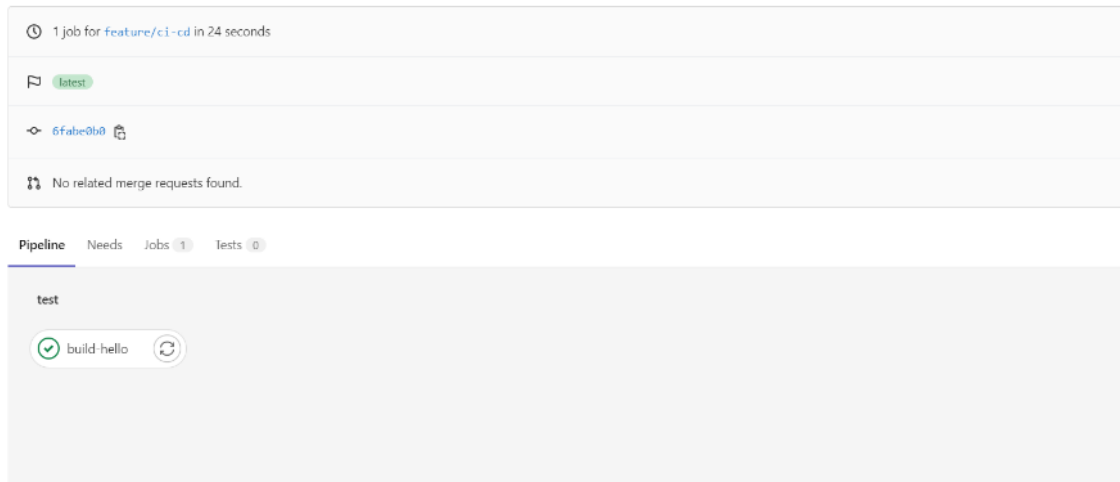 1 job for feature/ci-cd in 24 seconds
latest
6fabe0b0
No related merge requests found.
Pipeline Needs Jobs 1 Tests 0
test
build-hello